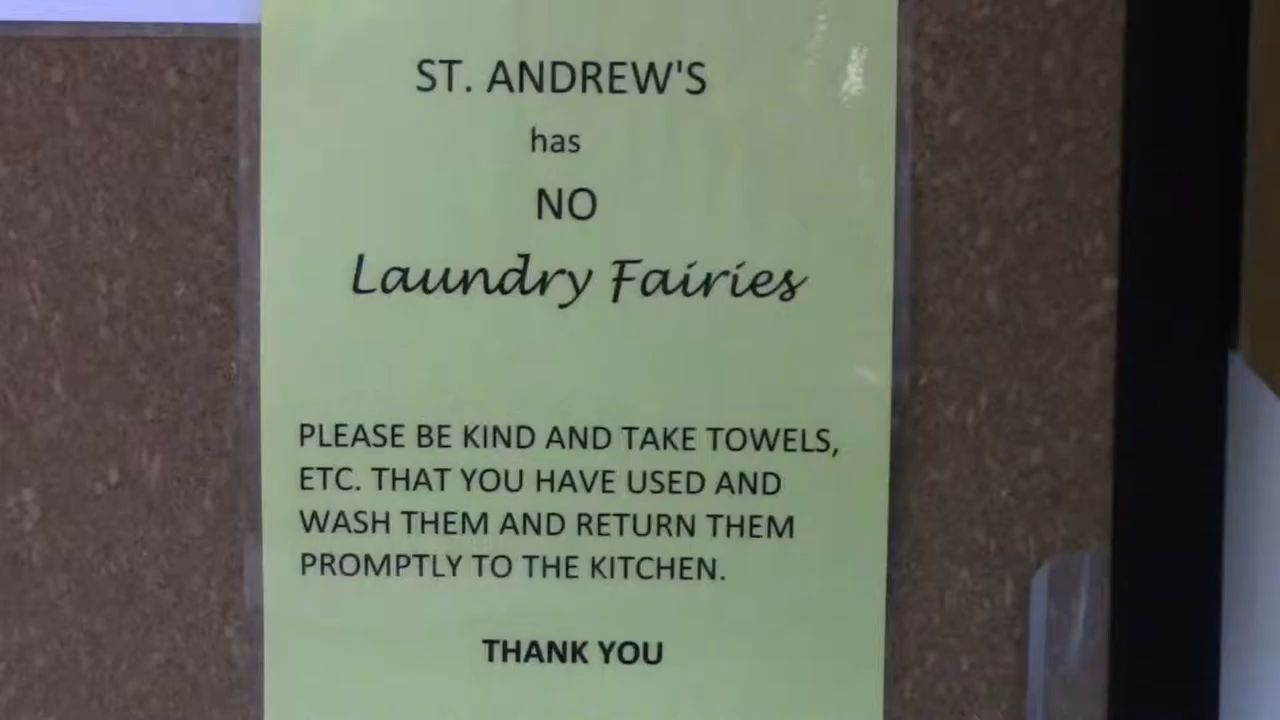 ST. ANDREW'S
has
NO
Laundry Fairies
PLEASE BE KIND AND TAKE TOWELS,
ETC. THAT YOU HAVE USED AND
WASH THEM AND RETURN THEM
PROMPTLY TO THE KITCHEN.
THANK YOU